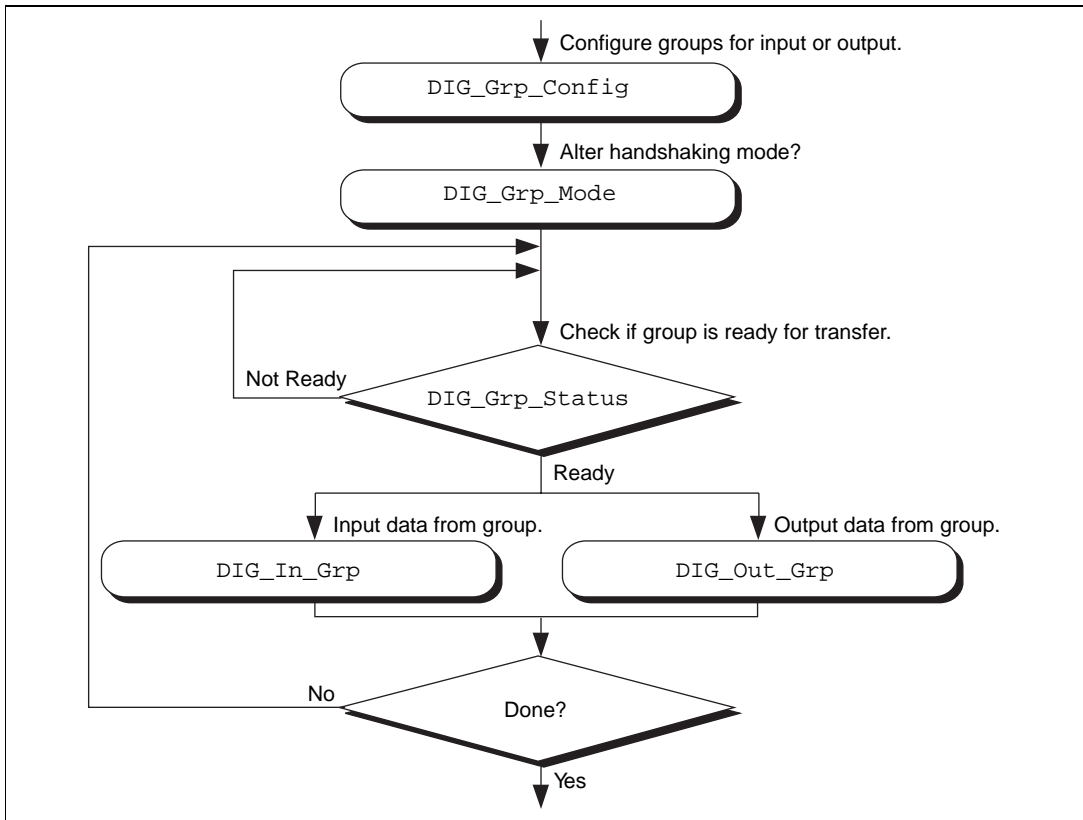 Configure groups for input or output.
DIG_Grp_Config
Alter handshaking mode?
DIG_Grp_Mode
Check if group is ready for transfer.
Not Ready
DIG_Grp_Status
Ready
Input data from group.
Output data from group.
DIG_In_Grp
DIG_Out_Grp
No
Done?
Yes